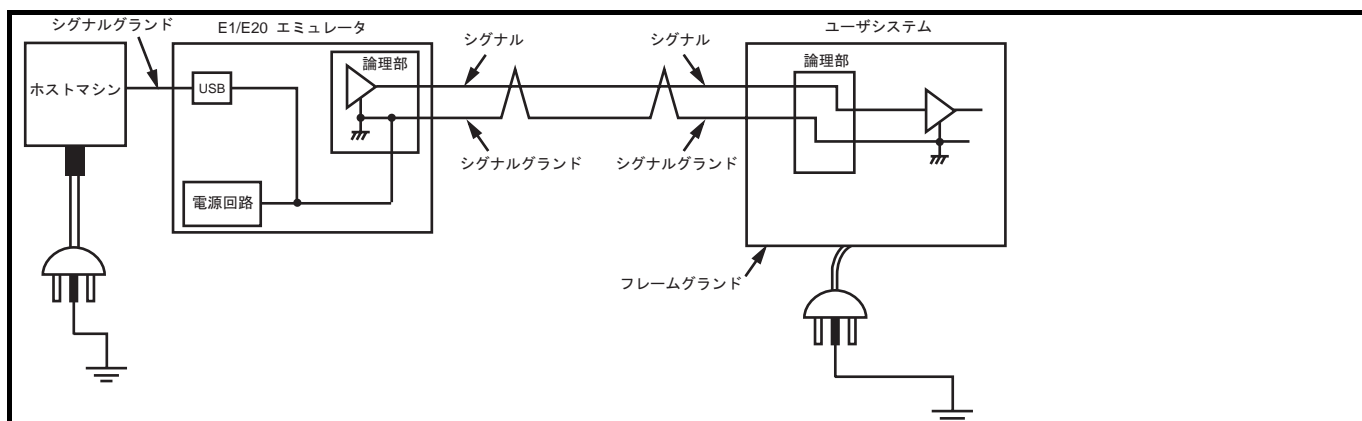 シグナルグランド
E1/E20 エミュレータ
ユーザシステム
シグナル
シグナル
論理部
論理部
ホストマシン
USB
シグナルグランド
シグナルグランド
電源回路
フレームグランド